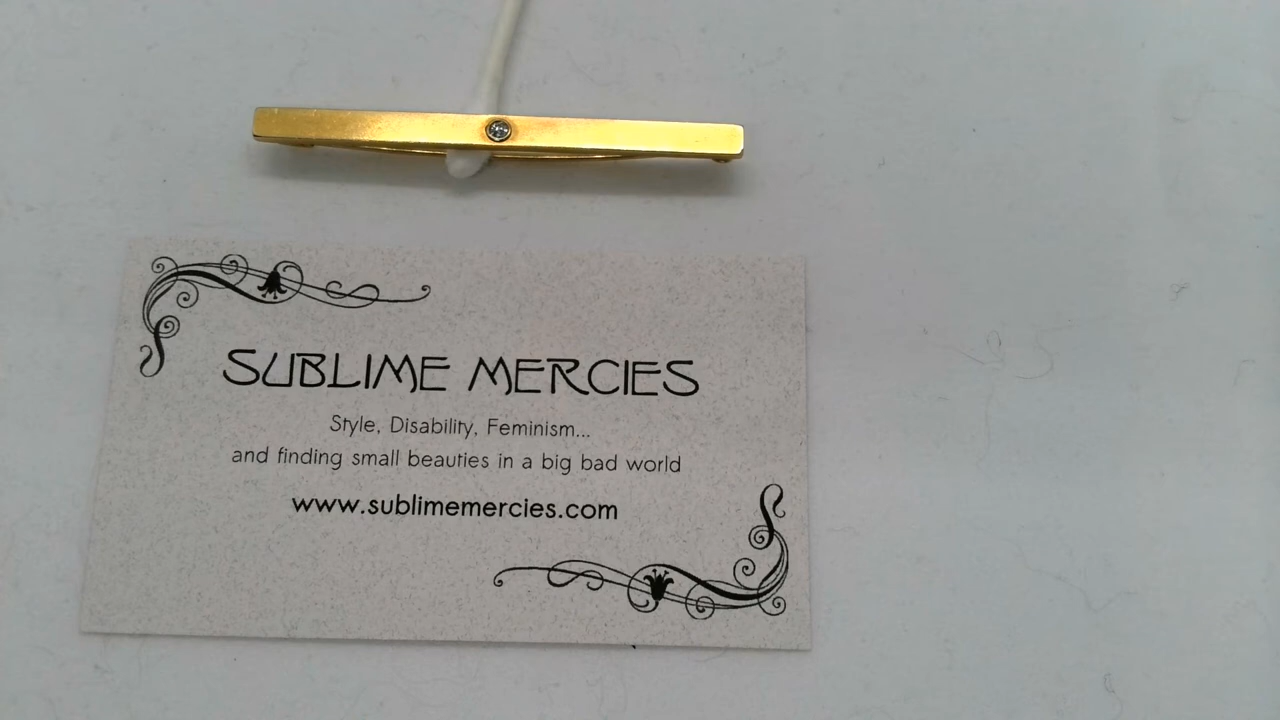 SUBLIME MERCIES
Style, Disability, Feminism...
and finding small beauties in a big bad world
www.sublimemercies.com